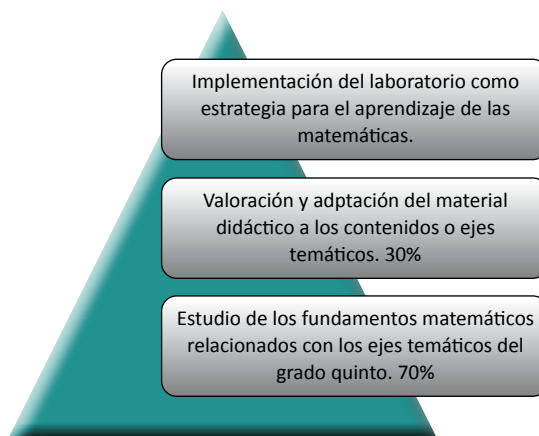 Implementación del laboratorio como
estrategia para el aprendizaje de las
matemáticas.
Valoración y adptación del material
didáctico a los contenidos o ejes
temáticos. 30%
Estudio de los fundamentos matemáticos
relacionados con los ejes temáticos del
grado quinto. 70%